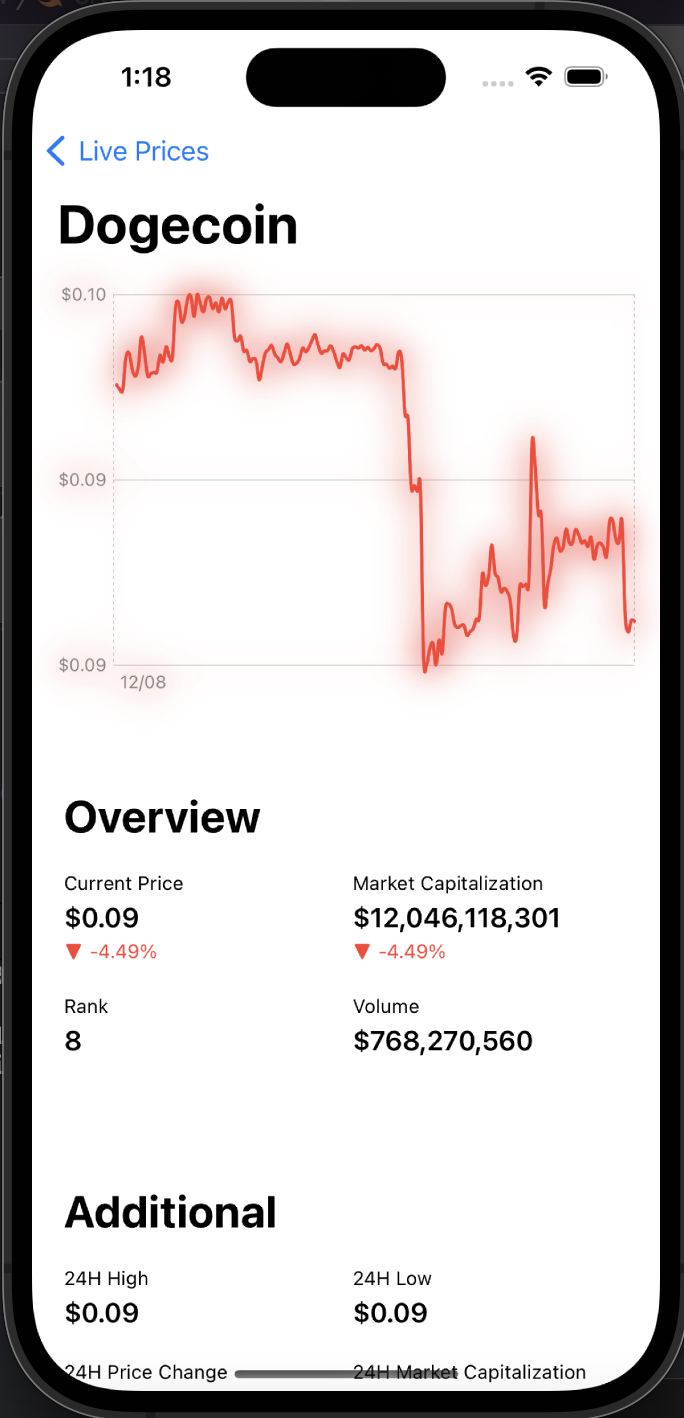 1:18
Live Prices
Dogecoin
$0.10
$0.09
$0.09
12/08
Overview
Current Price Market Capitalization
$0.09 $12,046,118,301
▼ -4.49% ▼ -4.49%
Rank Volume
8 $768,270,560
Additional
24H High 24H Low
$0.09 $0.09
24H Price Change 24H Market Capitalization